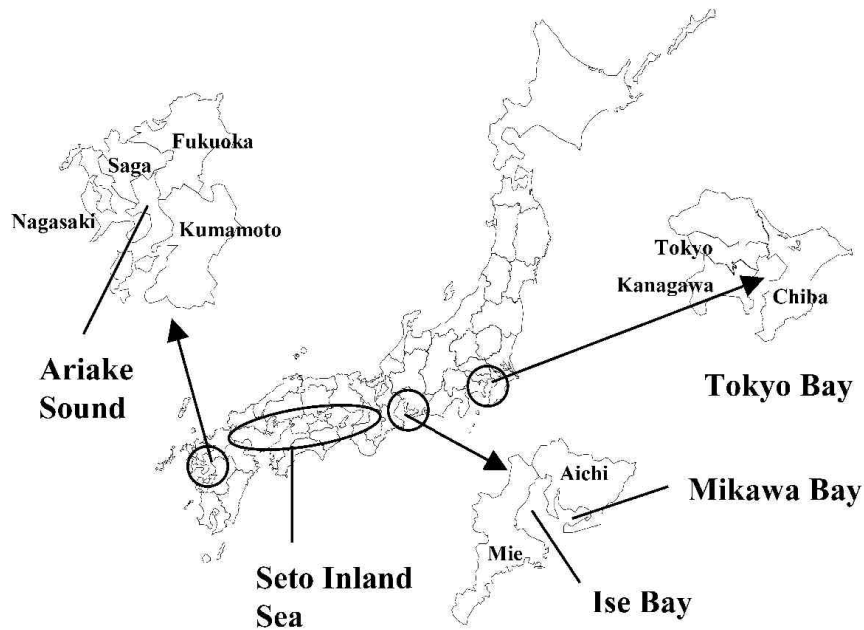 Fukuoka
Saga
Nagasaki
Kumamoto
Ariake
Sound
Tokyo
Kanagawa
Chiba
Tokyo Bay
Aichi
Mikawa Bay
Mie
Ise Bay
Seto Inland
Sea